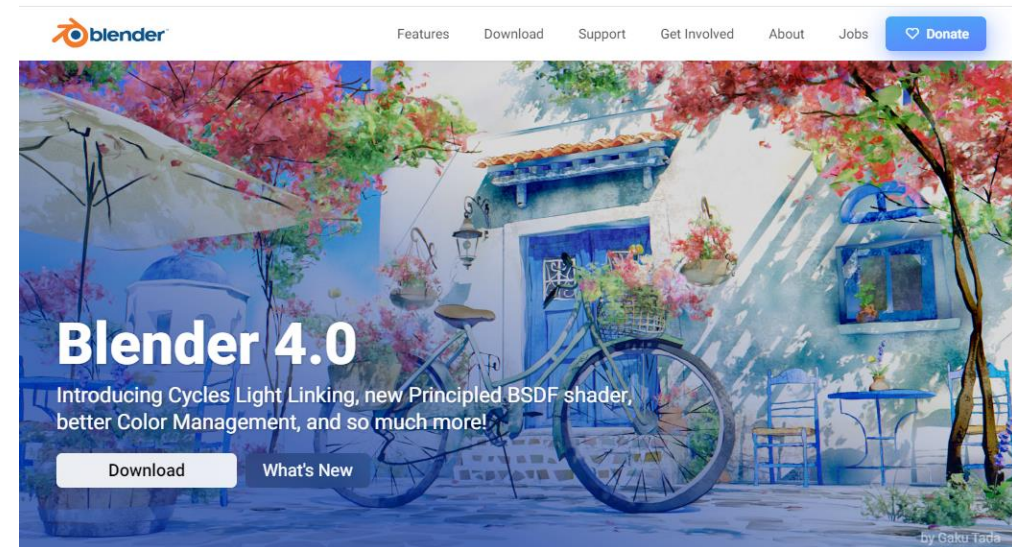 blender
Features Download Support Get Involved About Jobs Donate
Blender 4.0
Introducing Cycles Light Linking, new Principled BSDF shader,
better Color Management, and so much more!
Download What's New
by Gaku Tada